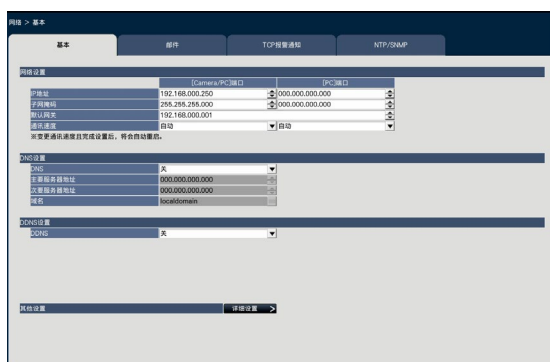 网络 > 基本
基本 邮件 TCP报警通知 NTP/SNMP
网络设置
[Camera/PC]端口 [PC]端口
IP地址 192.168.000.250 000.000.000.000
子网掩码 255.255.255.000 000.000.000.000
默认网关 192.168.000.001
通讯速度 自动 自动
※变更通讯速度且完成设置后，将会自动重启。
DNS设置
DNS 关
主要服务器地址 000.000.000.000
次要服务器地址 000.000.000.000
域名 localdomain
DDNS设置
DDNS 关
其他设置 详细设置 >